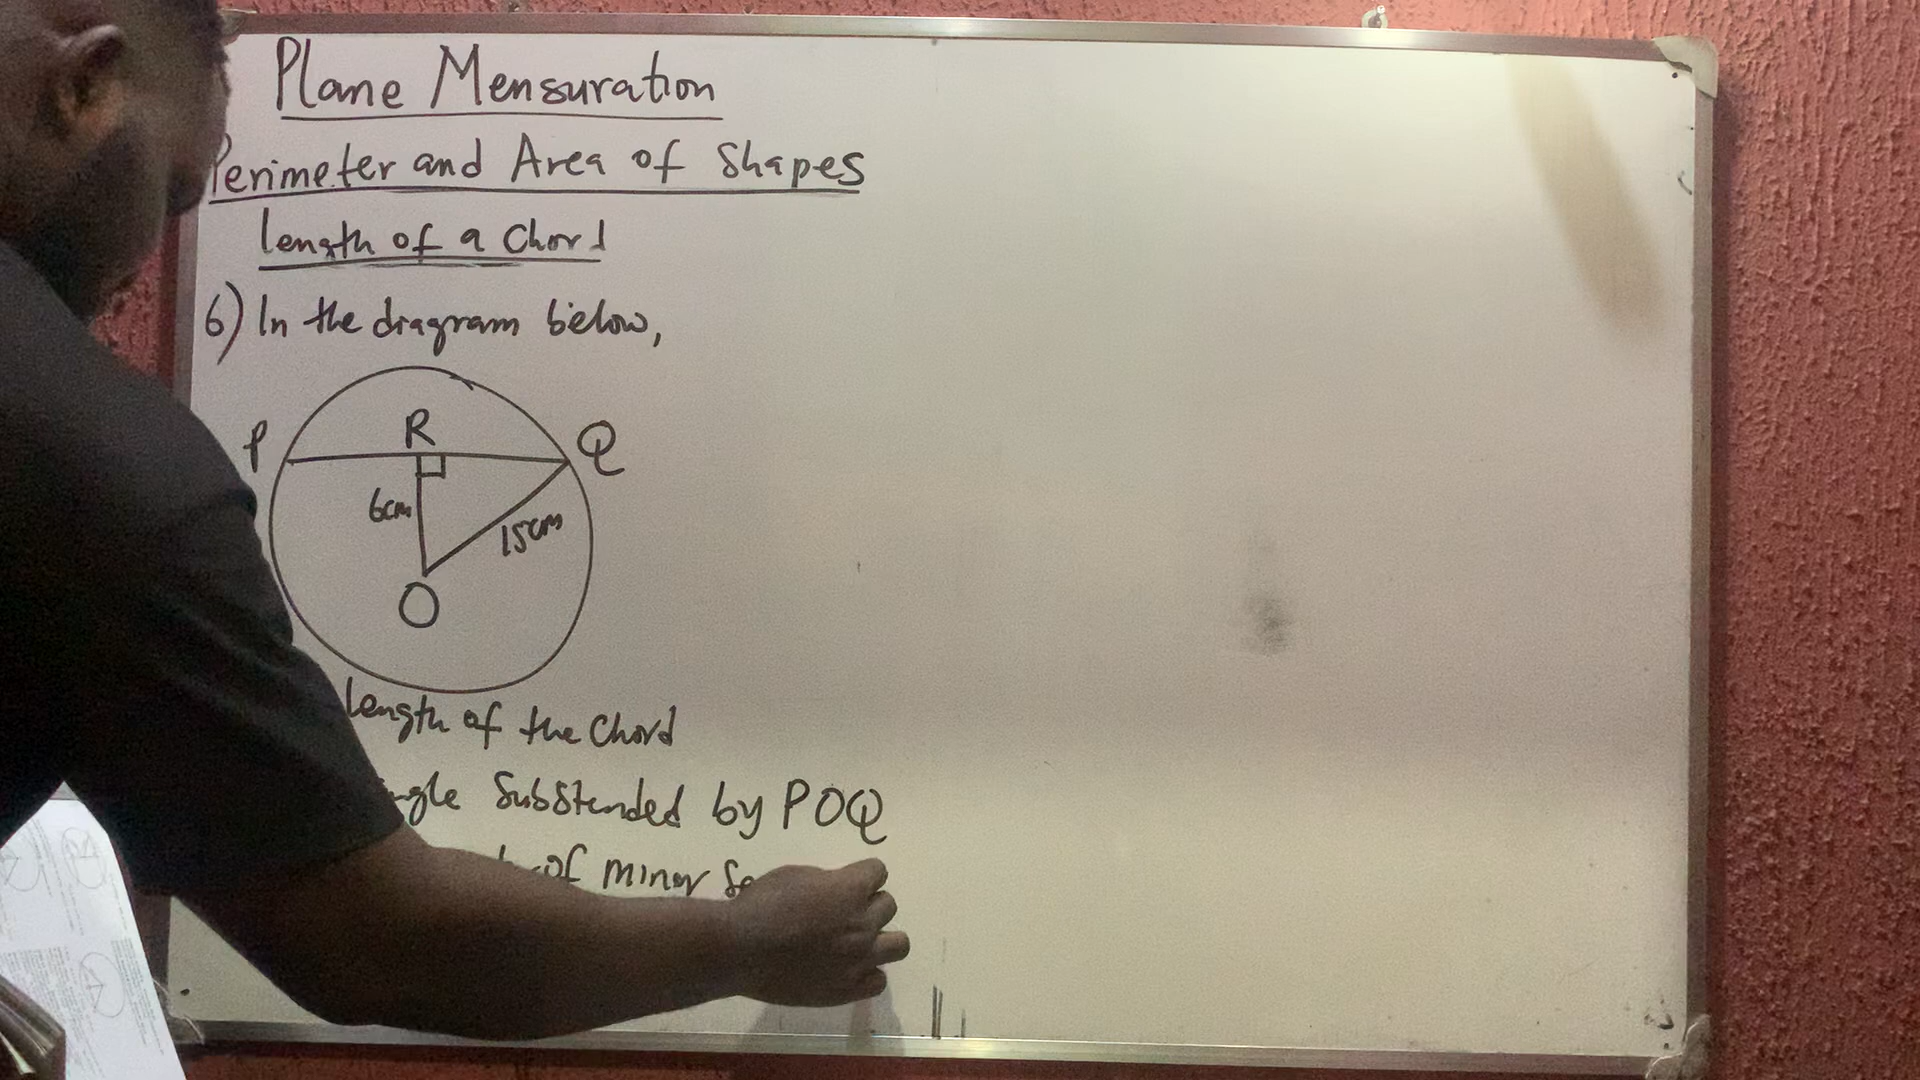 Plane Mensuration
Perimeter and Area of Shapes
Length of a Chord
6) In the diagram below,
P R Q
6cm
15cm
O
Length of the Chord
Substended by POQ
of minor